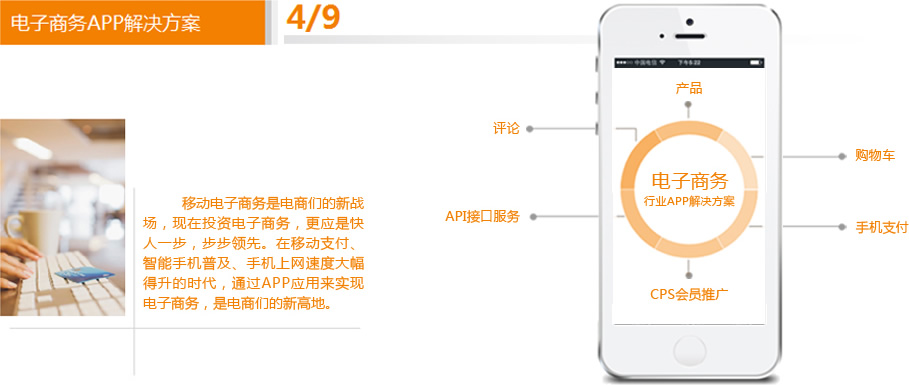 电子商务APP解决方案
4/9
中国电信
下午5:22
产品
评论
购物车
电子商务
行业APP解决方案
API接口服务
手机支付
CPS会员推广
移动电子商务是电商们的新战
场，现在投资电子商务，更应是快
人一步，步步领先。在移动支付、
智能手机普及、手机上网速度大幅
得升的时代，通过APP应用来实现
电子商务，是电商们的新高地。